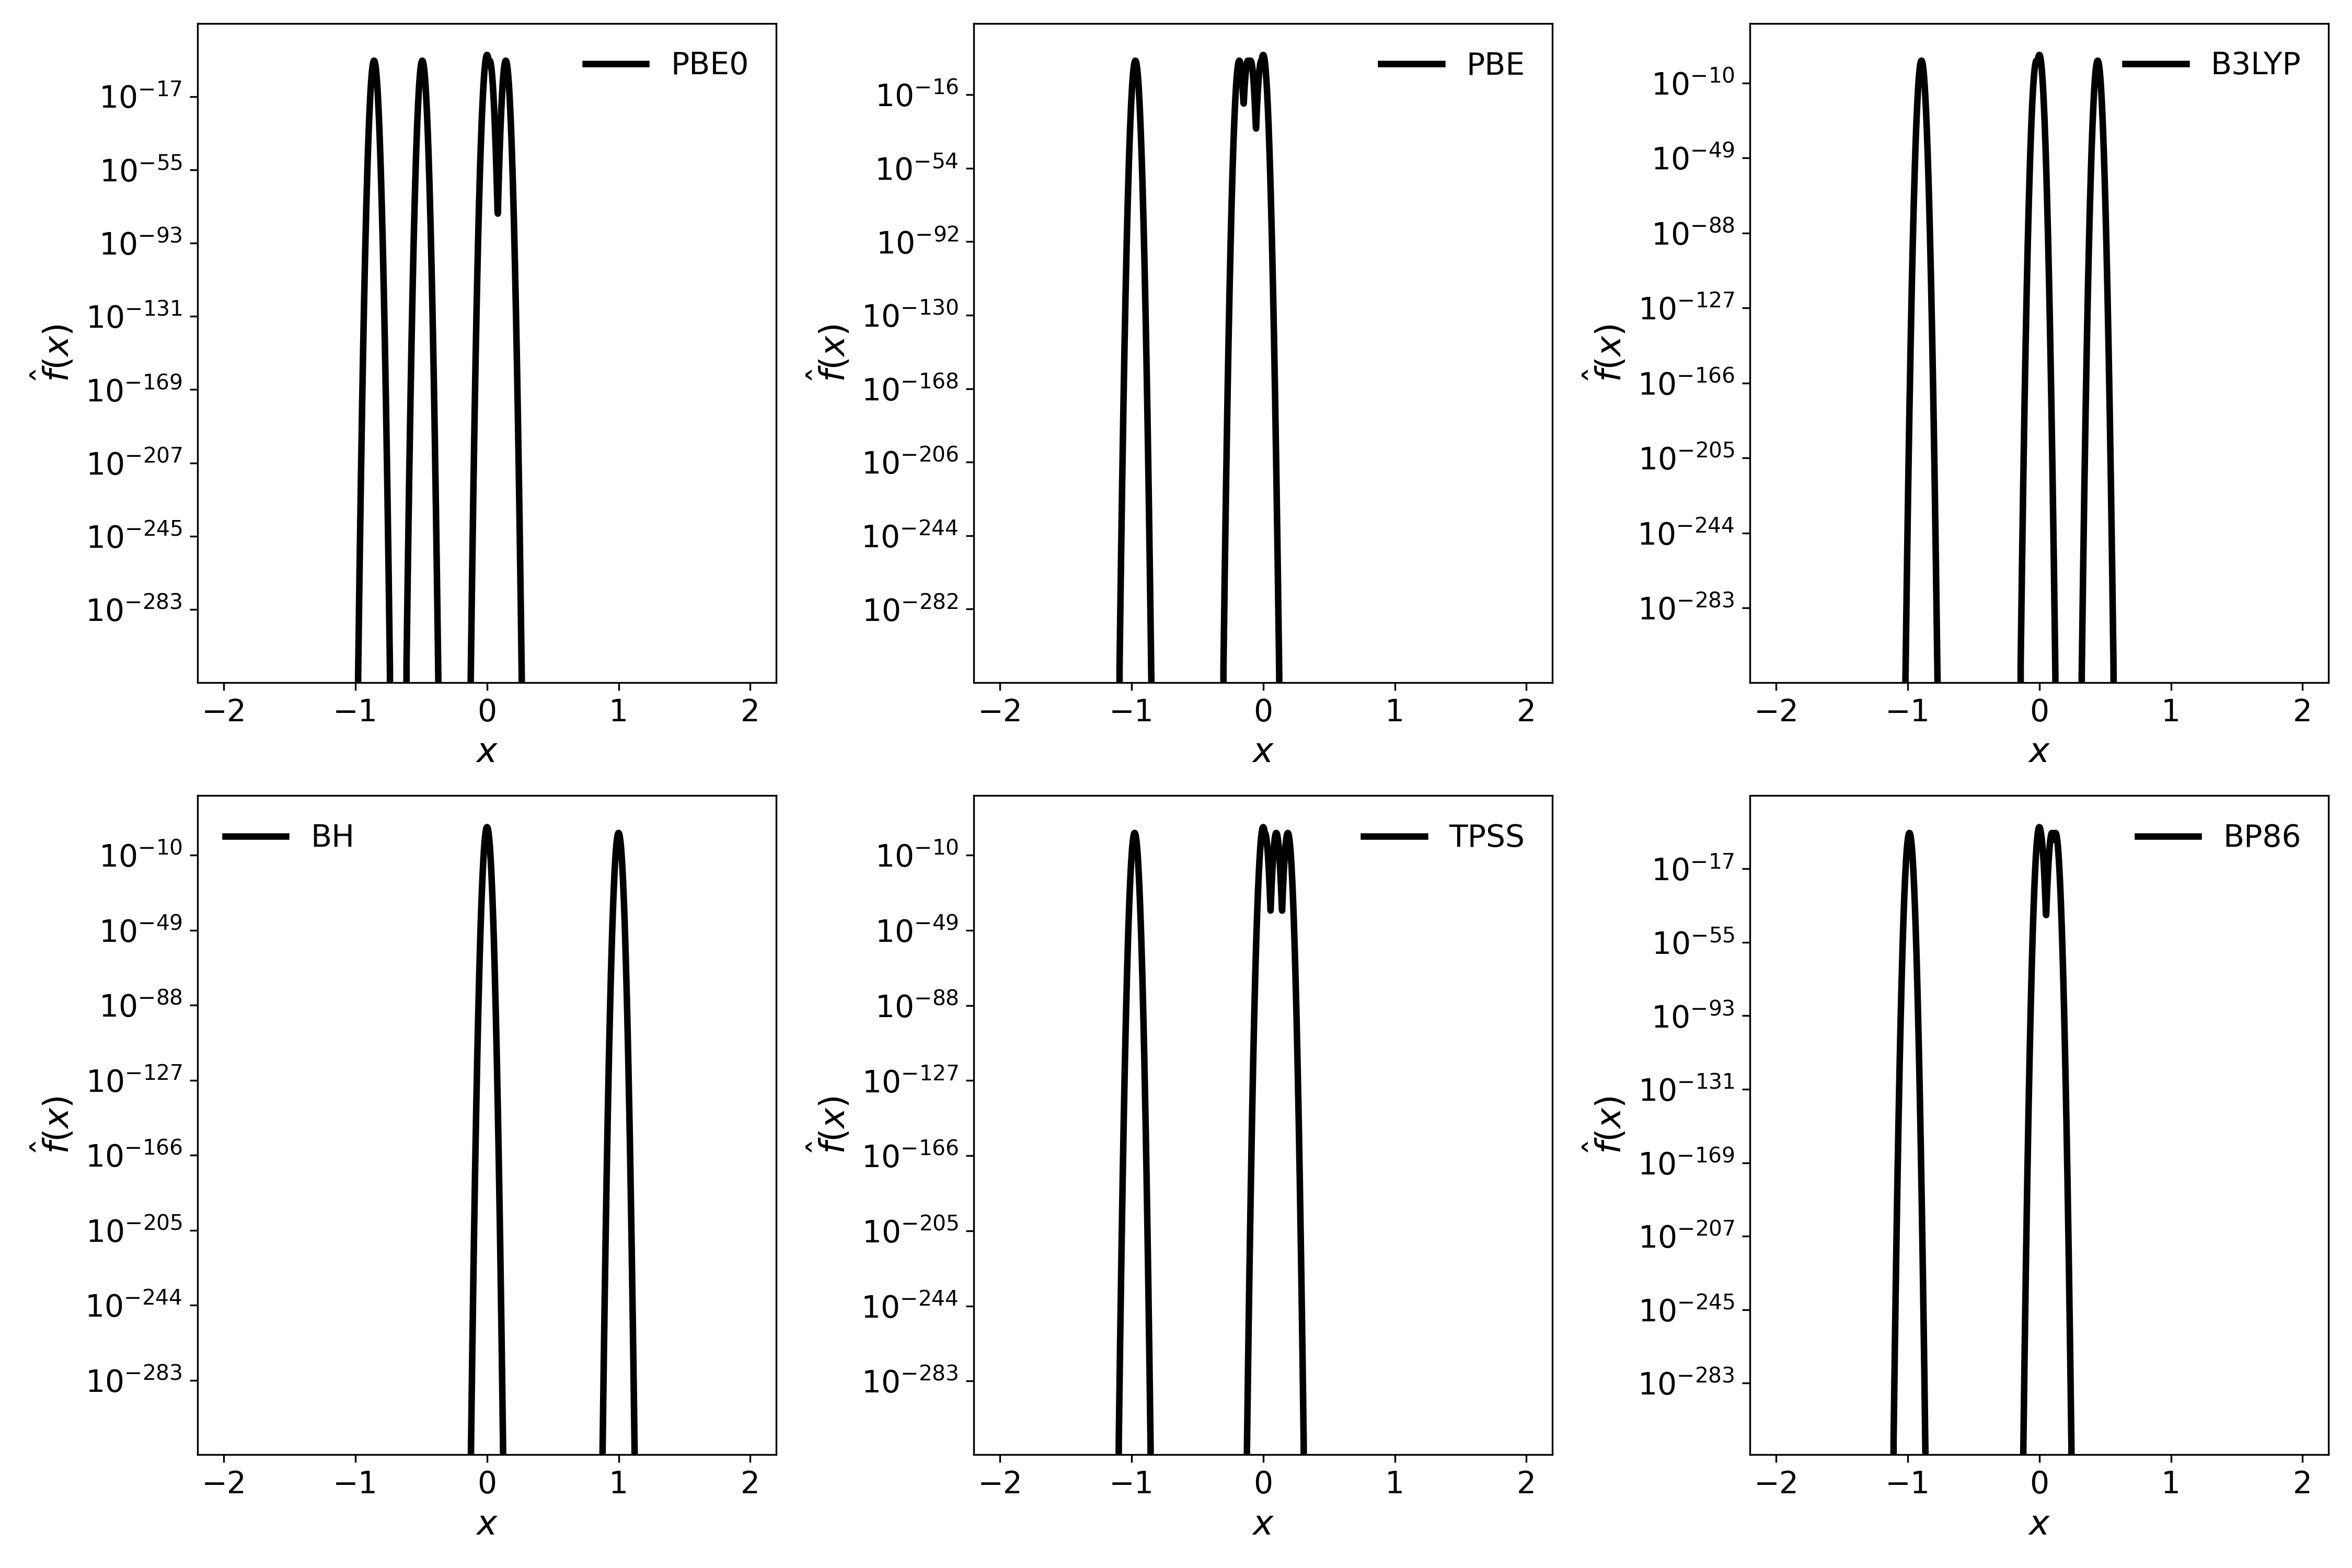 PBE0
10⁻¹⁷
10⁻⁵⁵
10⁻⁹³
10⁻¹³¹
10⁻¹⁶⁹
10⁻²⁰⁷
10⁻²⁴⁵
10⁻²⁸³
f̂(x)
−2 −1 0 1 2
x
PBE
10⁻¹⁶
10⁻⁵⁴
10⁻⁹²
10⁻¹³⁰
10⁻¹⁶⁸
10⁻²⁰⁶
10⁻²⁴⁴
10⁻²⁸²
f̂(x)
−2 −1 0 1 2
x
B3LYP
10⁻¹⁰
10⁻⁴⁹
10⁻⁸⁸
10⁻¹²⁷
10⁻¹⁶⁶
10⁻²⁰⁵
10⁻²⁴⁴
10⁻²⁸³
f̂(x)
−2 −1 0 1 2
x
BH
10⁻¹⁰
10⁻⁴⁹
10⁻⁸⁸
10⁻¹²⁷
10⁻¹⁶⁶
10⁻²⁰⁵
10⁻²⁴⁴
10⁻²⁸³
f̂(x)
−2 −1 0 1 2
x
TPSS
10⁻¹⁰
10⁻⁴⁹
10⁻⁸⁸
10⁻¹²⁷
10⁻¹⁶⁶
10⁻²⁰⁵
10⁻²⁴⁴
10⁻²⁸³
f̂(x)
−2 −1 0 1 2
x
BP86
10⁻¹⁷
10⁻⁵⁵
10⁻⁹³
10⁻¹³¹
10⁻¹⁶⁹
10⁻²⁰⁷
10⁻²⁴⁵
10⁻²⁸³
f̂(x)
−2 −1 0 1 2
x